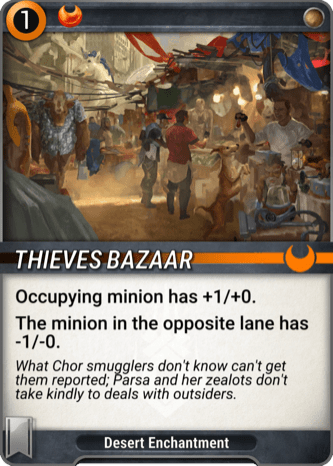 1
THIEVES BAZAAR
Occupying minion has +1/+0.
The minion in the opposite lane has
-1/-0.
What Chor smugglers don't know can't get
them reported; Parsa and her zealots don't
take kindly to deals with outsiders.
Desert Enchantment